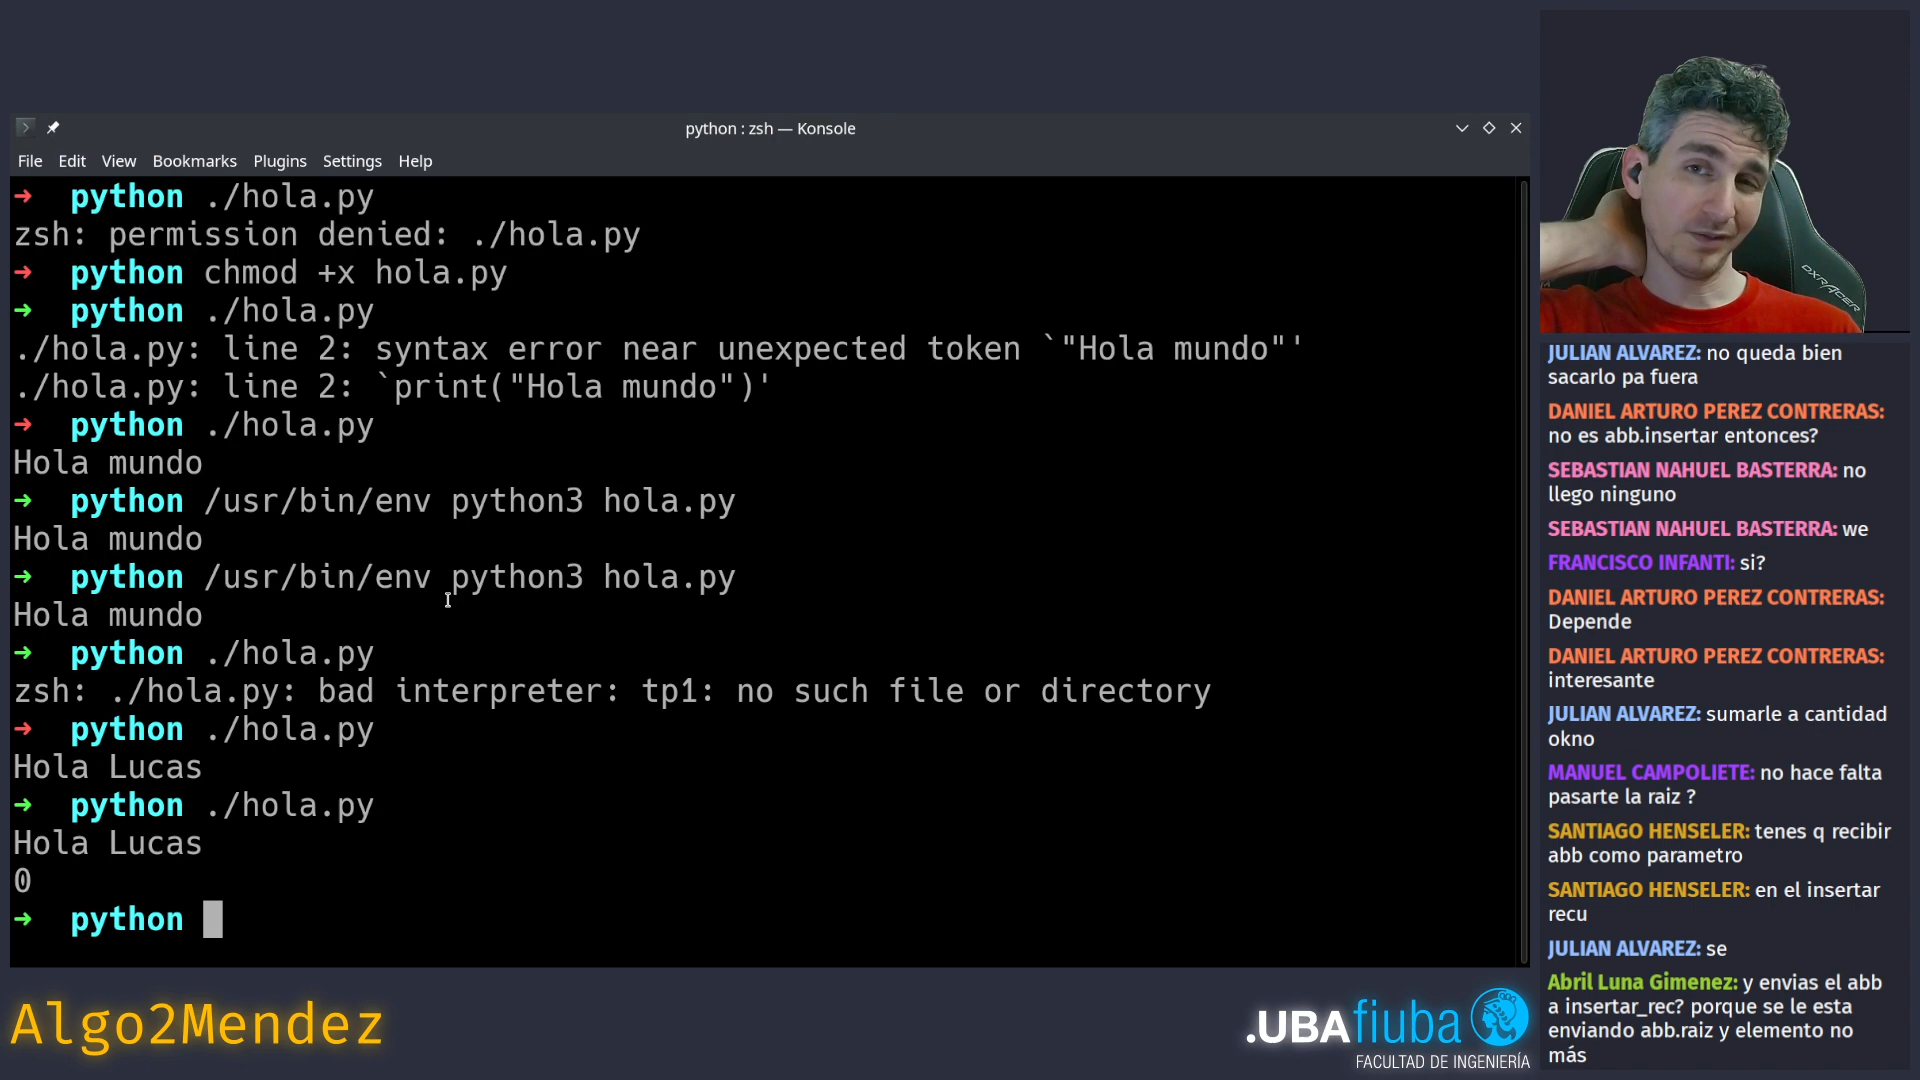 python : zsh — Konsole
File Edit View Bookmarks Plugins Settings Help
➜ python ./hola.py
zsh: permission denied: ./hola.py
➜ python chmod +x hola.py
➜ python ./hola.py
./hola.py: line 2: syntax error near unexpected token `"Hola mundo"'
./hola.py: line 2: `print("Hola mundo")'
➜ python ./hola.py
Hola mundo
➜ python /usr/bin/env python3 hola.py
Hola mundo
➜ python /usr/bin/env python3 hola.py
Hola mundo
➜ python ./hola.py
zsh: ./hola.py: bad interpreter: tp1: no such file or directory
➜ python ./hola.py
Hola Lucas
➜ python ./hola.py
Hola Lucas
0
➜ python
DXRACER
JULIAN ALVAREZ: no queda bien
sacarlo pa fuera
DANIEL ARTURO PEREZ CONTRERAS:
no es abb.insertar entonces?
SEBASTIAN NAHUEL BASTERRA: no
llego ninguno
SEBASTIAN NAHUEL BASTERRA: we
FRANCISCO INFANTI: si?
DANIEL ARTURO PEREZ CONTRERAS:
Depende
DANIEL ARTURO PEREZ CONTRERAS:
interesante
JULIAN ALVAREZ: sumarle a cantidad
okno
MANUEL CAMPOLIETE: no hace falta
pasarte la raiz ?
SANTIAGO HENSELER: tenes q recibir
abb como parametro
SANTIAGO HENSELER: en el insertar
recu
JULIAN ALVAREZ: se
Abril Luna Gimenez: y envias el abb
a insertar_rec? porque se le esta
enviando abb.raiz y elemento no
más
Algo2Mendez
.UBAfiuba
FACULTAD DE INGENIERÍA